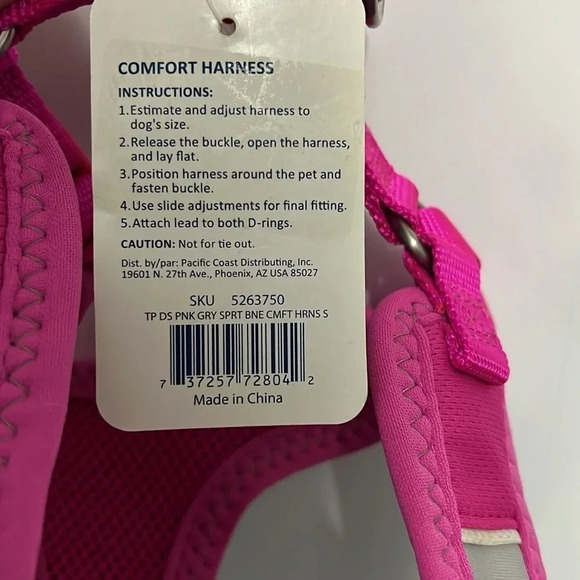 COMFORT HARNESS
INSTRUCTIONS:
1.Estimate and adjust harness to
dog's size.
2.Release the buckle, open the harness,
and lay flat.
3.Position harness around the pet and
fasten buckle.
4.Use slide adjustments for final fitting.
5.Attach lead to both D-rings.
CAUTION: Not for tie out.
Dist. by/par: Pacific Coast Distributing, Inc.
19601 N. 27th Ave., Phoenix, AZ USA 85027
SKU 5263750
TP DS PNK GRY SPRT BNE CMFT HRNS S
7 37257 72804 2
Made in China